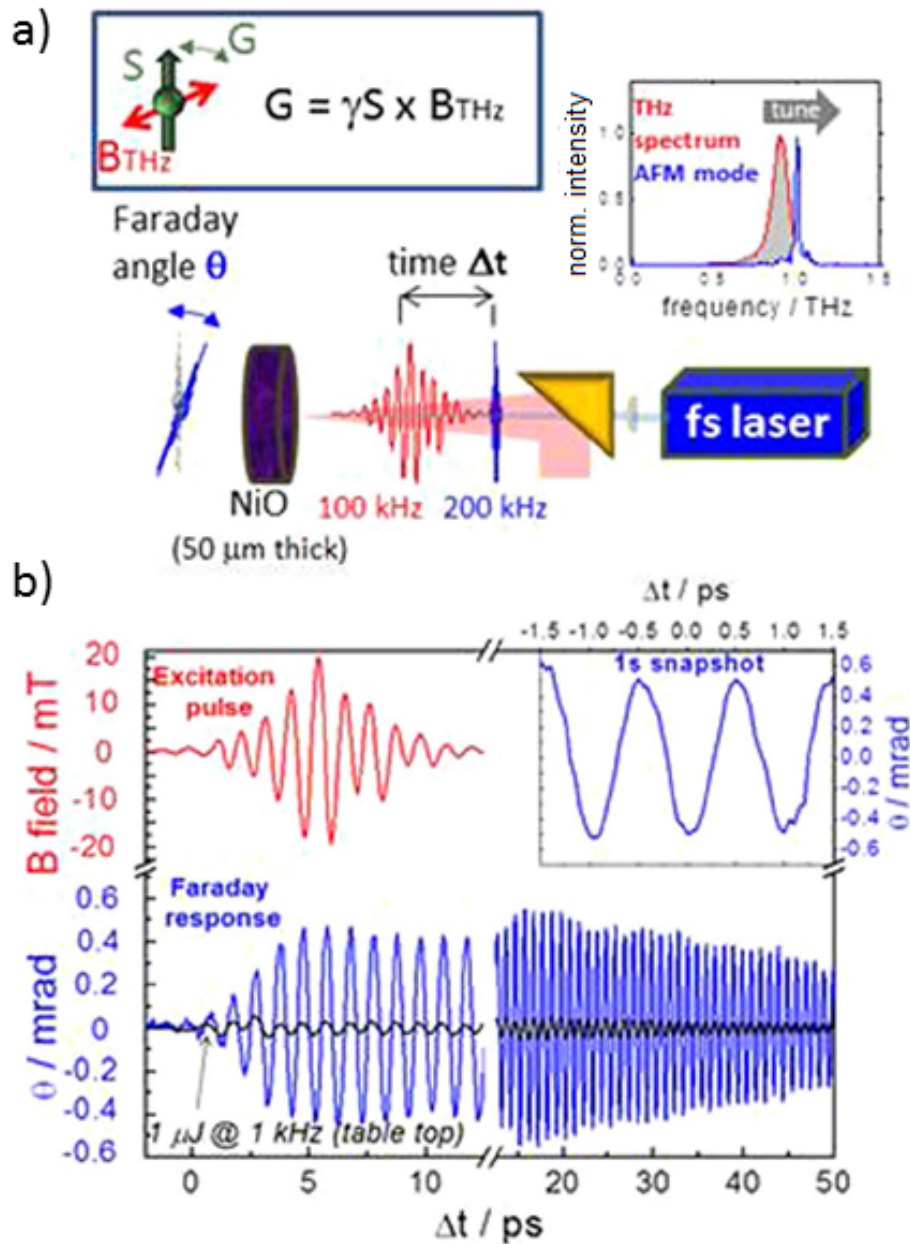 a)
S
G
BTHz
G = γS x BTHz
THz
spectrum
AFM mode
tune
norm. intensity
1.0
0.5
0.0
0.5
1.0
1.5
frequency / THz
Faraday
angle θ
time Δt
fs laser
NiO
(50 μm thick)
100 kHz
200 kHz
b)
Δt / ps
-1.5 -1.0 -0.5 0.0 0.5 1.0 1.5
1s snapshot
0.6
0.4
0.2
0.0
-0.2
-0.4
-0.6
θ / mrad
20
10
0
-10
-20
B field / mT
Excitation
pulse
Faraday
response
0.6
0.4
0.2
0
-0.2
-0.4
-0.6
θ / mrad
1 μJ @ 1 kHz (table top)
0 5 10 20 30 40 50
Δt / ps